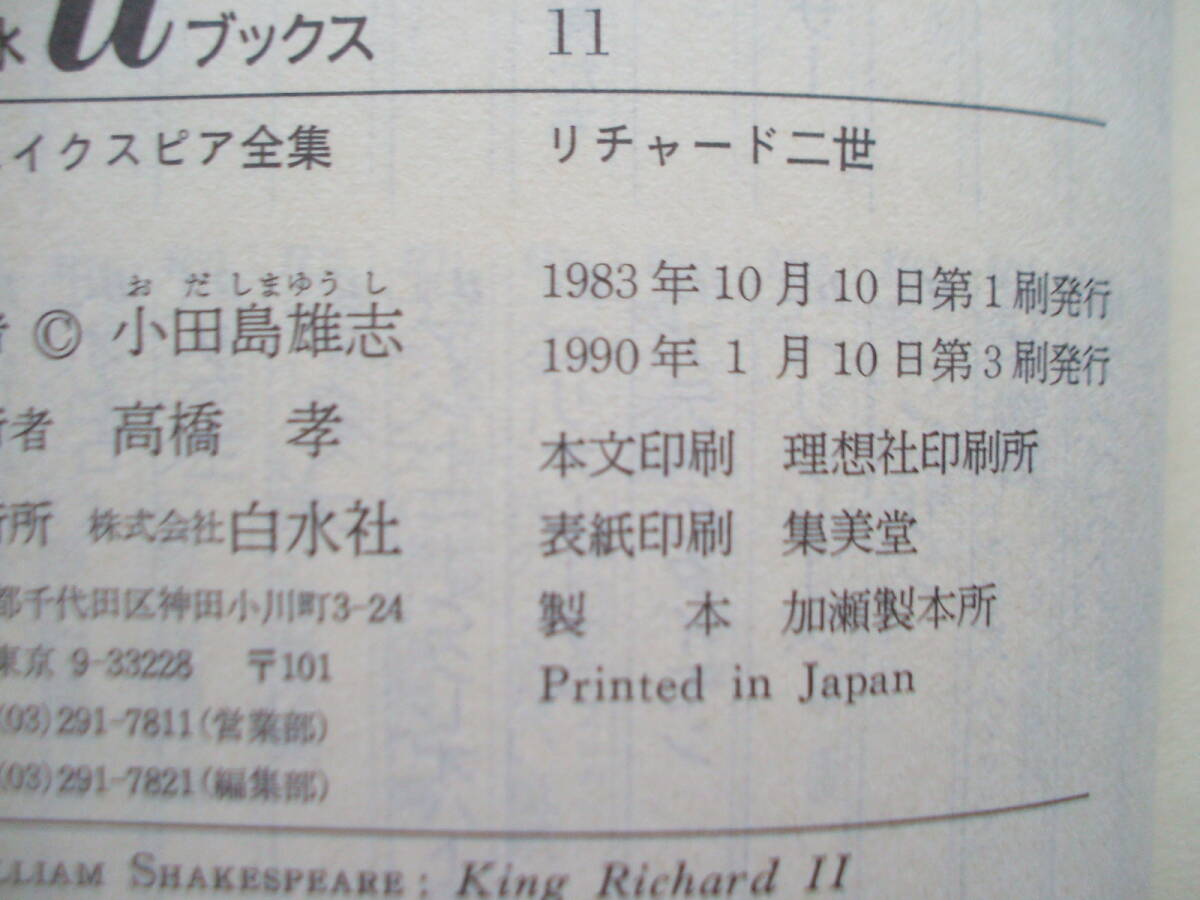 水 u ブックス 11
ェイクスピア全集 リチャード二世
お だ しま ゆう し
者 © 小田島雄志
1983年10月10日第1刷発行
1990年1月10日第3刷発行
行者 高橋 孝
本文印刷 理想社印刷所
行所 株式会社白水社
表紙印刷 集美堂
都千代田区神田小川町3-24
製 本 加瀬製本所
東京 9-33228 〒101
Printed in Japan
(03)291-7811(営業部)
(03)291-7821(編集部)
LLIAM SHAKESPEARE: King Richard II